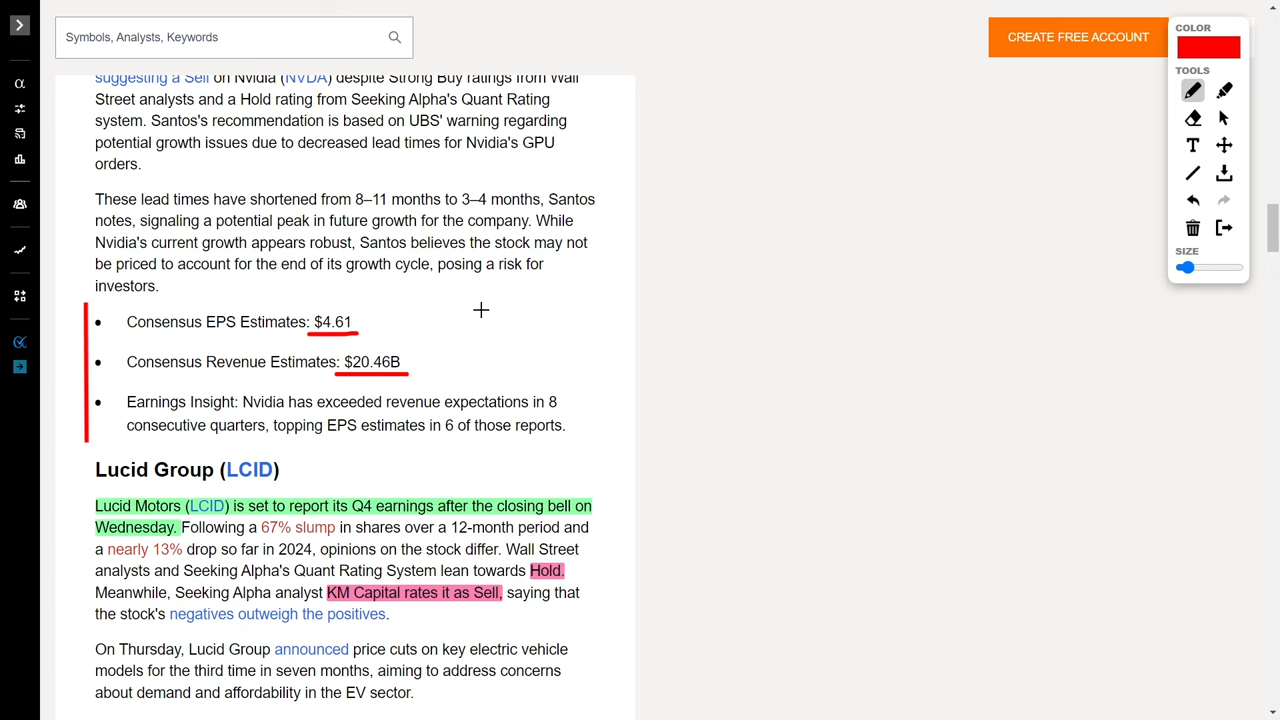 Symbols, Analysts, Keywords
CREATE FREE ACCOUNT
COLOR
TOOLS
T
SIZE
α
suggesting a Sell on Nvidia (NVDA) despite Strong Buy ratings from Wall
Street analysts and a Hold rating from Seeking Alpha's Quant Rating
system. Santos's recommendation is based on UBS' warning regarding
potential growth issues due to decreased lead times for Nvidia's GPU
orders.
These lead times have shortened from 8–11 months to 3–4 months, Santos
notes, signaling a potential peak in future growth for the company. While
Nvidia's current growth appears robust, Santos believes the stock may not
be priced to account for the end of its growth cycle, posing a risk for
investors.
• Consensus EPS Estimates: $4.61
• Consensus Revenue Estimates: $20.46B
• Earnings Insight: Nvidia has exceeded revenue expectations in 8
consecutive quarters, topping EPS estimates in 6 of those reports.
Lucid Group (LCID)
Lucid Motors (LCID) is set to report its Q4 earnings after the closing bell on
Wednesday. Following a 67% slump in shares over a 12-month period and
a nearly 13% drop so far in 2024, opinions on the stock differ. Wall Street
analysts and Seeking Alpha's Quant Rating System lean towards Hold.
Meanwhile, Seeking Alpha analyst KM Capital rates it as Sell, saying that
the stock's negatives outweigh the positives.
On Thursday, Lucid Group announced price cuts on key electric vehicle
models for the third time in seven months, aiming to address concerns
about demand and affordability in the EV sector.